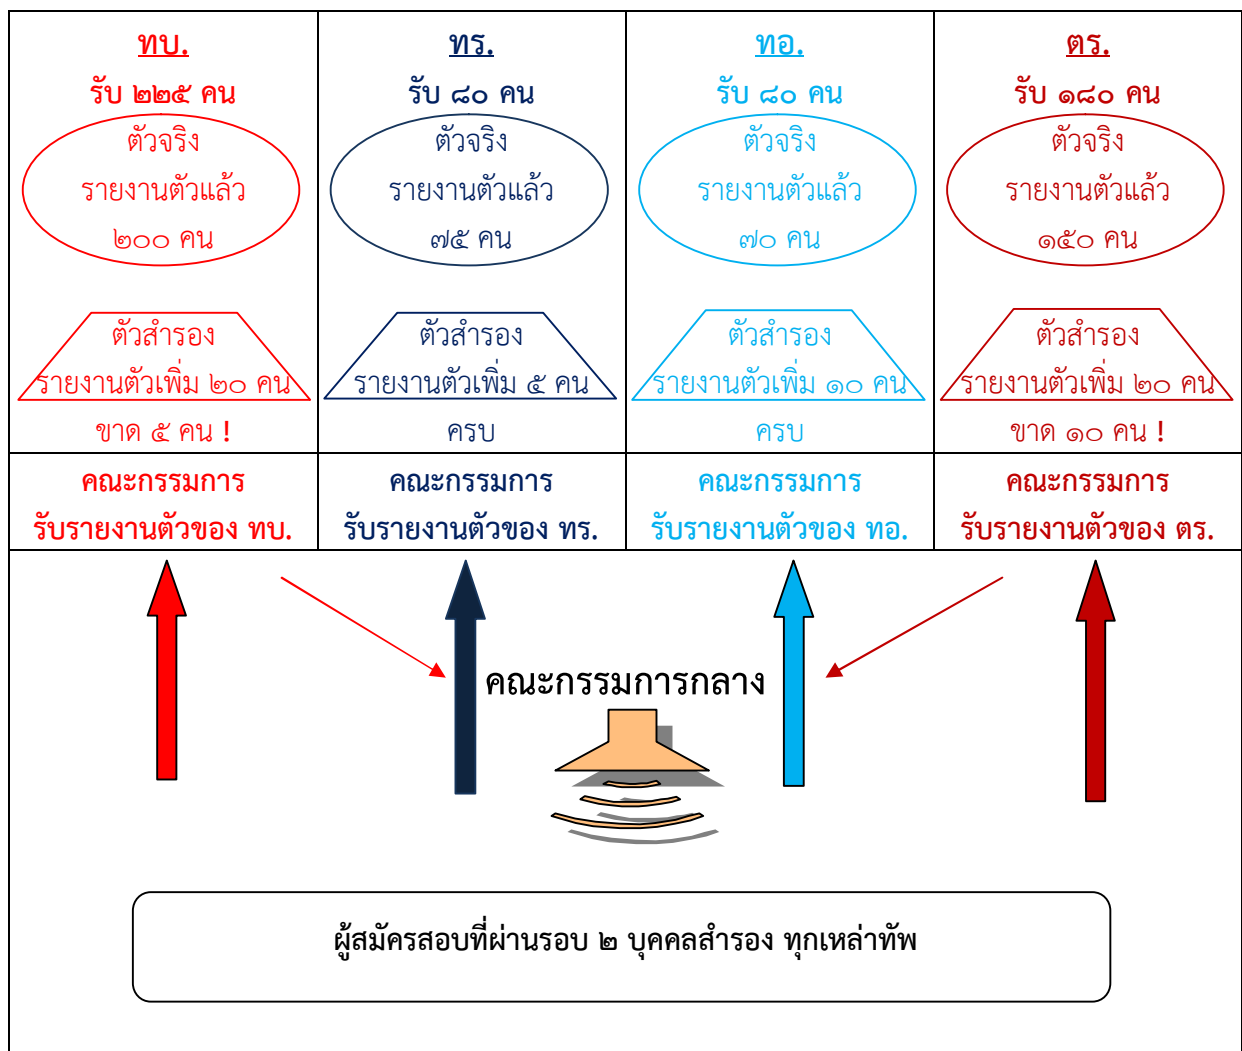 ทบ.
รับ ๒๒๕ คน
ตัวจริง
รายงานตัวแล้ว
๒๐๐ คน
ตัวสำรอง
รายงานตัวเพิ่ม ๒๐ คน
ขาด ๕ คน !
คณะกรรมการ
รับรายงานตัวของ ทบ.
ทร.
รับ ๘๐ คน
ตัวจริง
รายงานตัวแล้ว
๗๕ คน
ตัวสำรอง
รายงานตัวเพิ่ม ๕ คน
ครบ
คณะกรรมการ
รับรายงานตัวของ ทร.
ทอ.
รับ ๘๐ คน
ตัวจริง
รายงานตัวแล้ว
๗๐ คน
ตัวสำรอง
รายงานตัวเพิ่ม ๑๐ คน
ครบ
คณะกรรมการ
รับรายงานตัวของ ทอ.
ตร.
รับ ๑๘๐ คน
ตัวจริง
รายงานตัวแล้ว
๑๕๐ คน
ตัวสำรอง
รายงานตัวเพิ่ม ๒๐ คน
ขาด ๑๐ คน !
คณะกรรมการ
รับรายงานตัวของ ตร.
คณะกรรมการกลาง
ผู้สมัครสอบที่ผ่านรอบ ๒ บุคคลสำรอง ทุกเหล่าทัพ